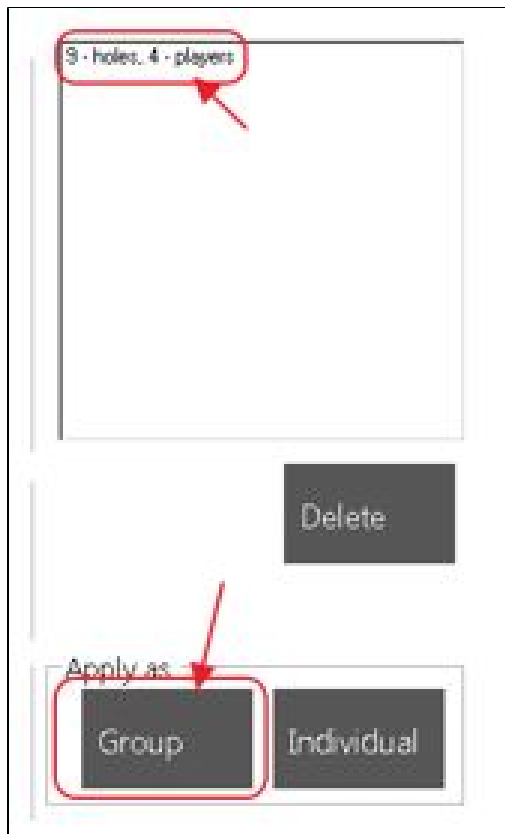 9 - holes, 4 - players
Delete
Apply as
Group
Individual